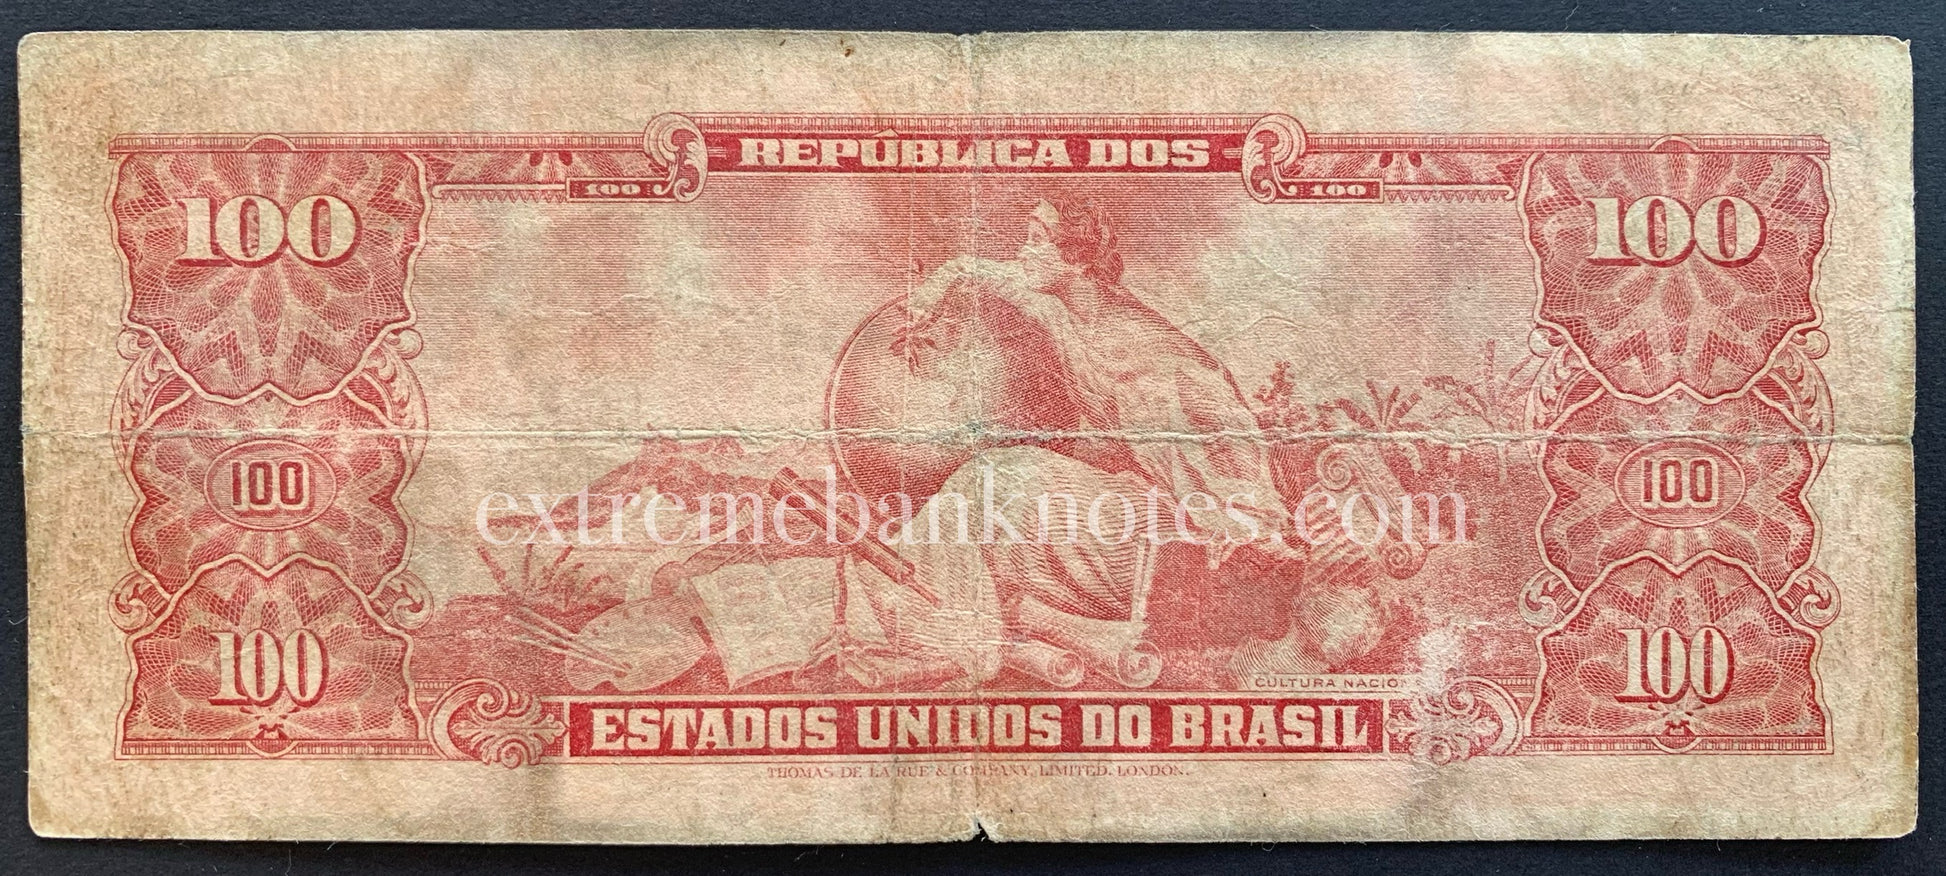 REPÚBLICA DOS
100 100
100 100
100 100
extremebanknotes.com
100 100
CULTURA
ESTADOS UNIDOS DO BRASIL
THOMAS DE LA RUE & COMPANY, LIMITED. LONDON.